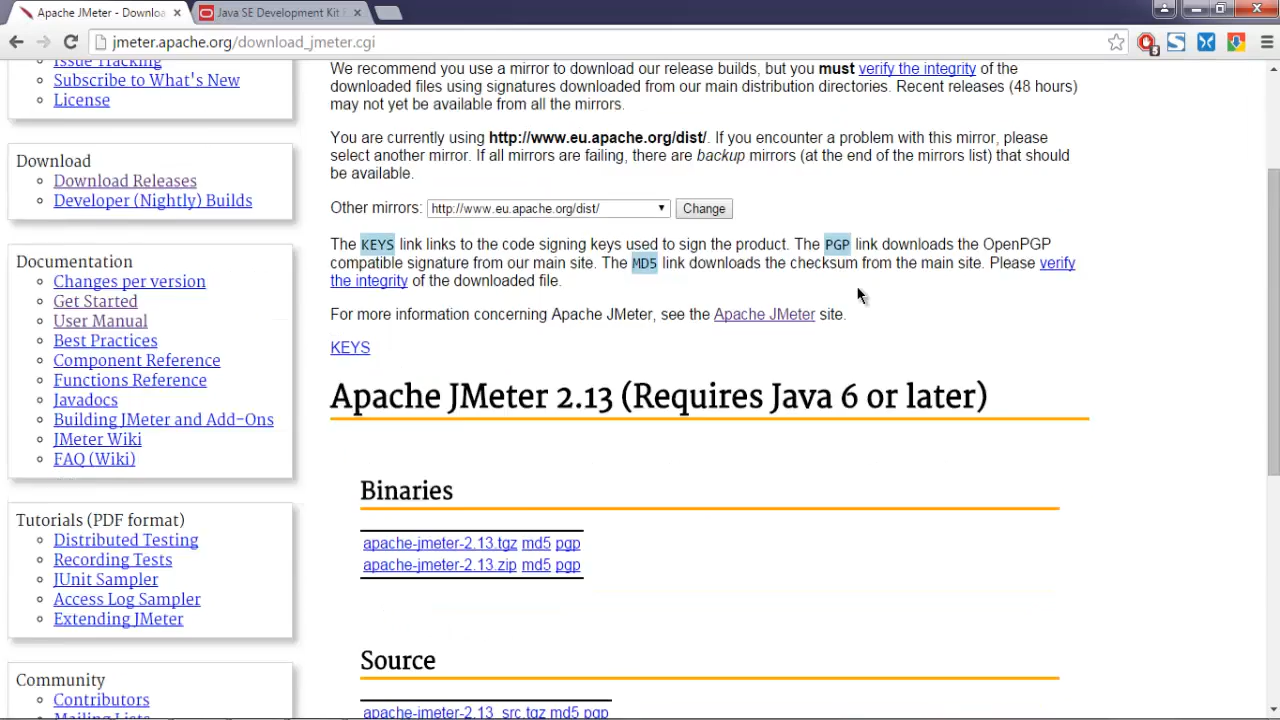 Apache JMeter - Downloa
Java SE Development Kit
jmeter.apache.org/download_jmeter.cgi
Issue Tracking
Subscribe to What's New
License
Download
Download Releases
Developer (Nightly) Builds
Documentation
Changes per version
Get Started
User Manual
Best Practices
Component Reference
Functions Reference
Javadocs
Building JMeter and Add-Ons
JMeter Wiki
FAQ (Wiki)
Tutorials (PDF format)
Distributed Testing
Recording Tests
JUnit Sampler
Access Log Sampler
Extending JMeter
Community
Contributors
Mailing Lists
We recommend you use a mirror to download our release builds, but you must verify the integrity of the
downloaded files using signatures downloaded from our main distribution directories. Recent releases (48 hours)
may not yet be available from all the mirrors.
You are currently using http://www.eu.apache.org/dist/. If you encounter a problem with this mirror, please
select another mirror. If all mirrors are failing, there are backup mirrors (at the end of the mirrors list) that should
be available.
Other mirrors: http://www.eu.apache.org/dist/ Change
The KEYS link links to the code signing keys used to sign the product. The PGP link downloads the OpenPGP
compatible signature from our main site. The MD5 link downloads the checksum from the main site. Please verify
the integrity of the downloaded file.
For more information concerning Apache JMeter, see the Apache JMeter site.
KEYS
Apache JMeter 2.13 (Requires Java 6 or later)
Binaries
apache-jmeter-2.13.tgz md5 pgp
apache-jmeter-2.13.zip md5 pgp
Source
apache-jmeter-2.13_src.tgz md5 pgp